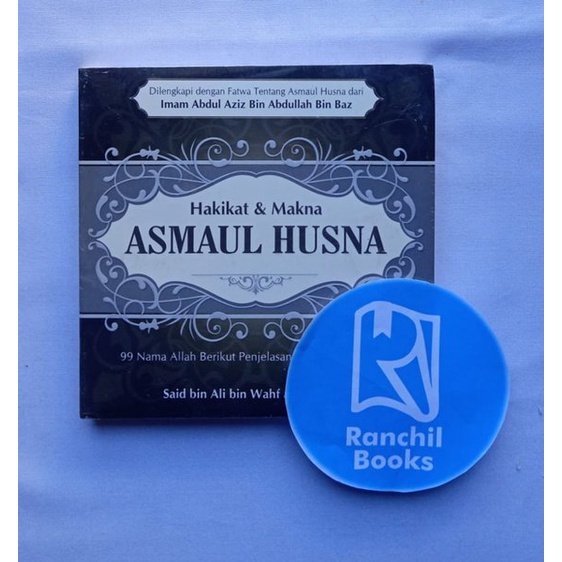 Dilengkapi dengan Fatwa Tentang Asmaul Husna dari
Imam Abdul Aziz Bin Abdullah Bin Baz
Hakikat & Makna
ASMAUL HUSNA
99 Nama Allah Berikut Penjelasan
Said bin Ali bin Wahf
Ranchil
Books